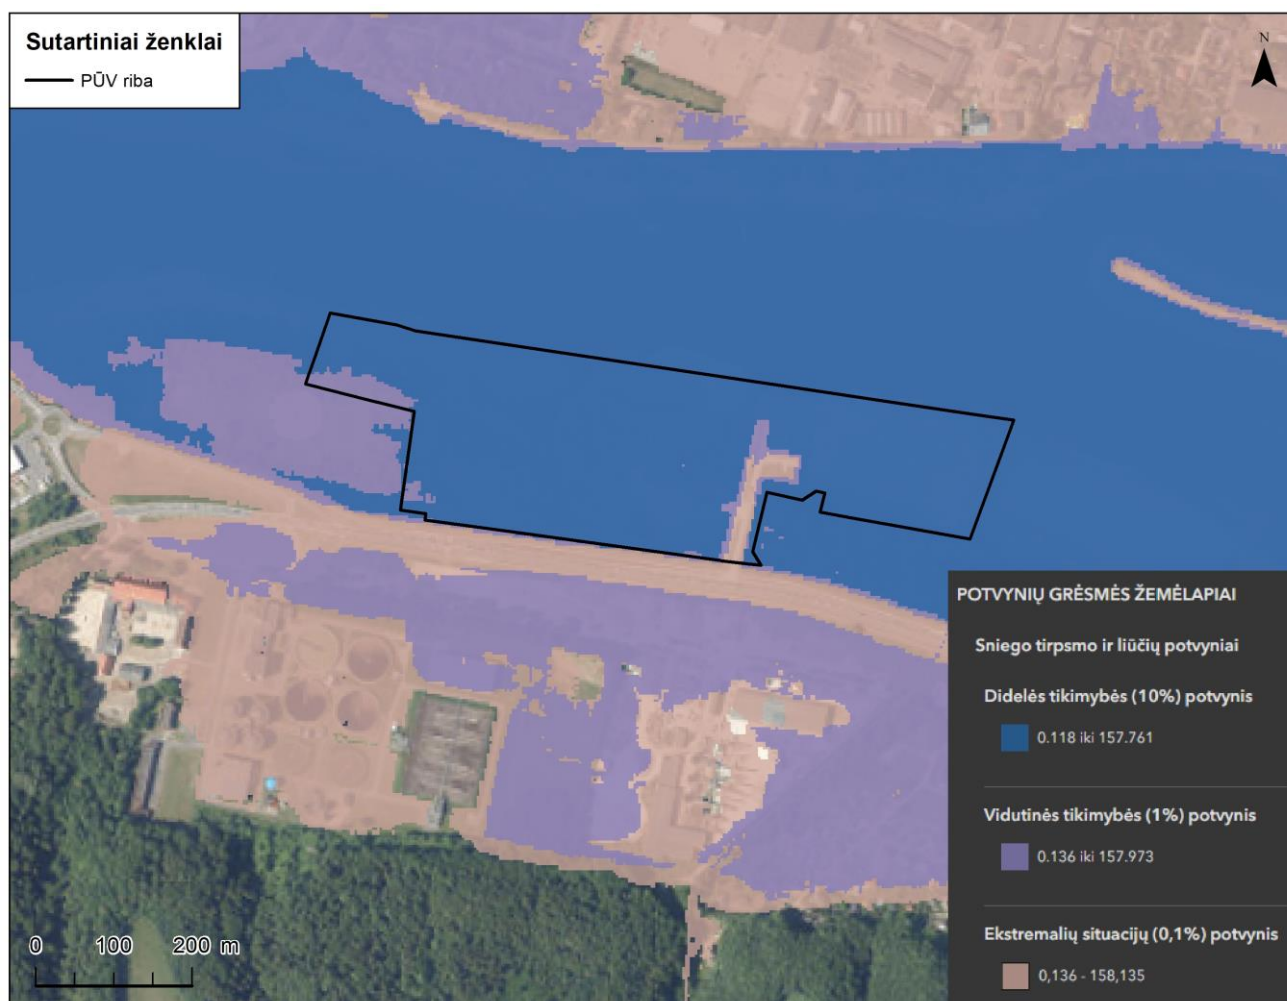 Sutartiniai ženklai
PŪV riba
N
POTVYNIŲ GRĖSMĖS ŽEMĖLAPIAI
Sniego tirpsmo ir liūčių potvyniai
Didelės tikimybės (10%) potvynis
0.118 iki 157.761
Vidutinės tikimybės (1%) potvynis
0.136 iki 157.973
Ekstremalių situacijų (0,1%) potvynis
0,136 - 158,135
0 100 200 m